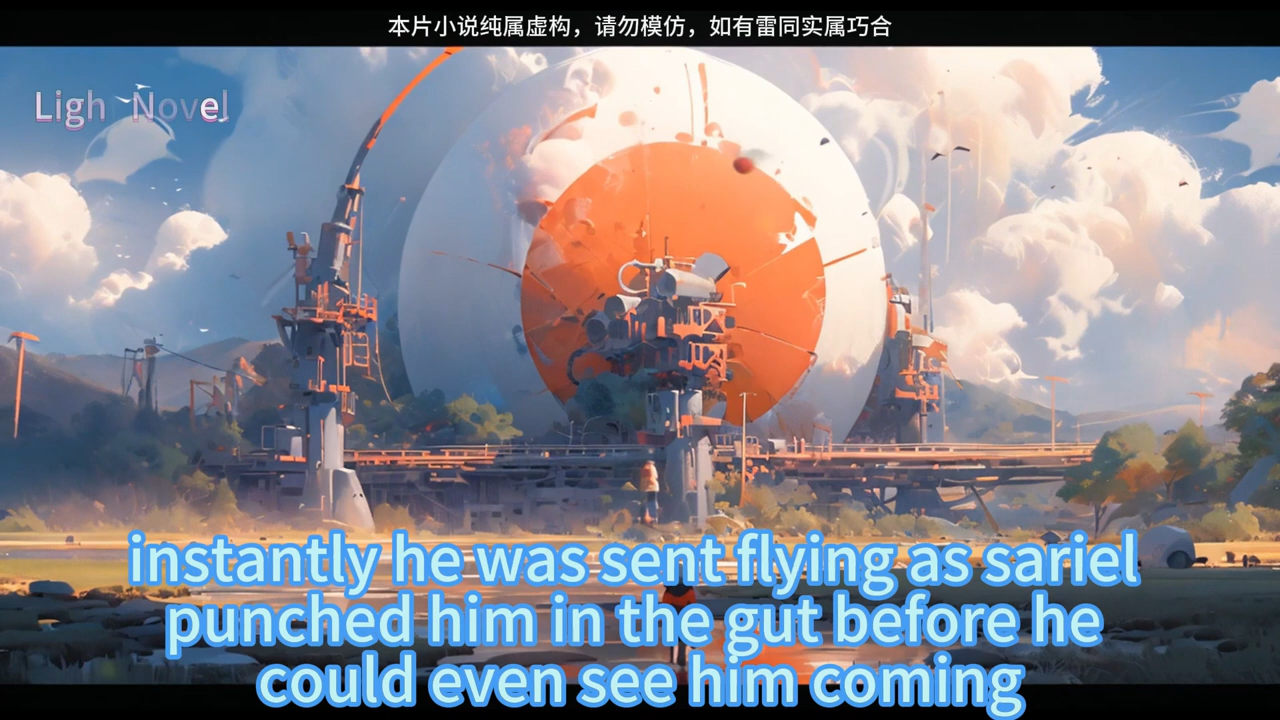 本片小说纯属虚构，请勿模仿，如有雷同实属巧合
Ligh Novel
instantly he was sent flying as sariel
punched him in the gut before he
could even see him coming